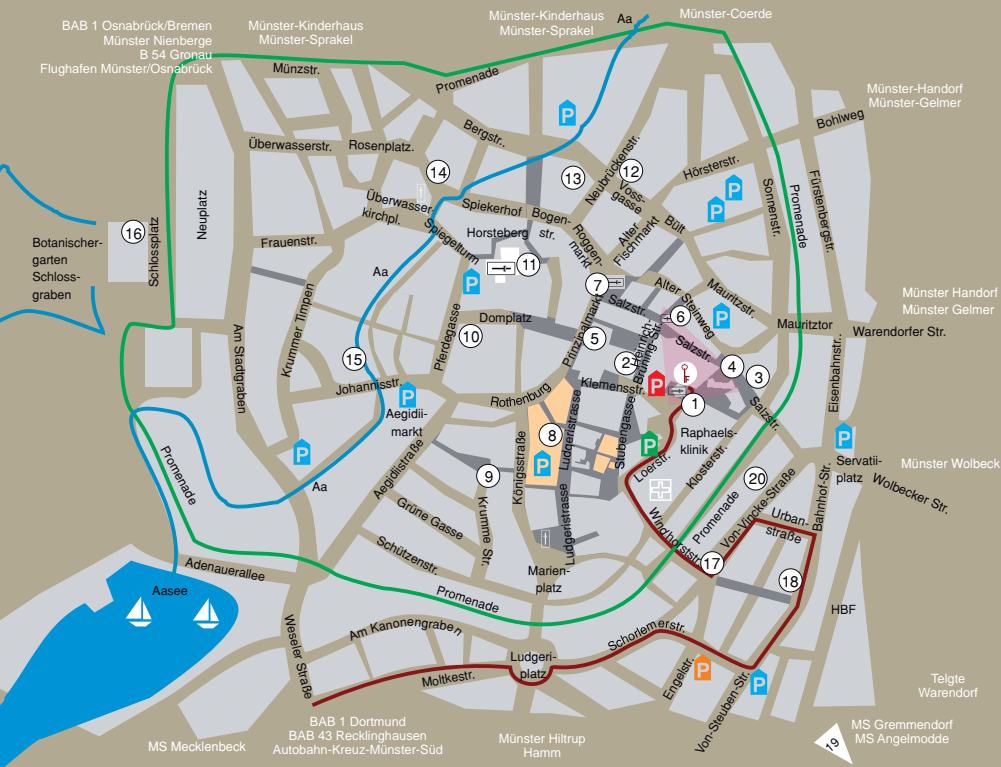 BAB 1 Osnabrück/Bremen
Münster Nienberge
B 54 Gronau
Flughafen Münster/Osnabrück
Münster-Kinderhaus
Münster-Sprakel
Münster-Kinderhaus
Münster-Sprakel
Aa
Münster-Coerde
Münzstr.
Promenade
P
Münster-Handorf
Münster-Gelmer
Bohlweg
Bergstr..
Überwasserstr.
Rosenplatz.
14
13
Neubrückenstr.
12
Voss-
gasse
Hörsterstr.
P
P
Sonnenstr.
Promenade
Fürstenbergstr.
Neuplatz
Schlossplatz
16
Botanischer-
garten
Schloss-
graben
Überwasser-
kirchpl.
Spiekerhof
Bogen-
str.
Horsteberg
Spiegelturm
Roggen-
markt
Alter
Fischmarkt
Bült
Frauenstr.
Aa
11
P
7
Salzstr.
Alter Steinweg
Mauritzstr.
P
Mauritztor
Warendorfer Str.
Münster Handorf
Münster Gelmer
Krummer Timpen
Am Stadtgraben
Pferdegasse
Domplatz
10
Prinzipalmarkt
5
6
Salzstr.
Heinrich-
Brüning-Str.
2
4
3
15
Johannisstr.
P
Aegidii-
markt
Rothenburg
Klemensstr.
P
1
Salzstr.
Eisenbahnstr.
Raphaels-
klinik
8
P
Ludgeristrasse
Stubengasse
P
Loerstr.
Klosterstr.
P
Servatii-
platz
Münster Wolbeck
Wolbecker Str.
Promenade
P
Aa
Aegidiistraße
9
Königsstraße
Krumme Str.
Grüne Gasse
Schützenstr.
Ludgeristrasse
Windhorststr.
Promenade
20
Von-Vincke-Straße
Urban-
straße
Bahnhof-Str.
17
18
Marien-
platz
Promenade
Adenauerallee
Aasee
Weseler Straße
Am Kanonengraben
Ludgeri-
platz
Moltkestr.
Schorlemerstr.
Engelstr.
P
Von-Steuben-Str.
P
HBF
Telgte
Warendorf
MS Mecklenbeck
BAB 1 Dortmund
BAB 43 Recklinghausen
Autobahn-Kreuz-Münster-Süd
Münster Hiltrup
Hamm
19
MS Gremmendorf
MS Angelmodde